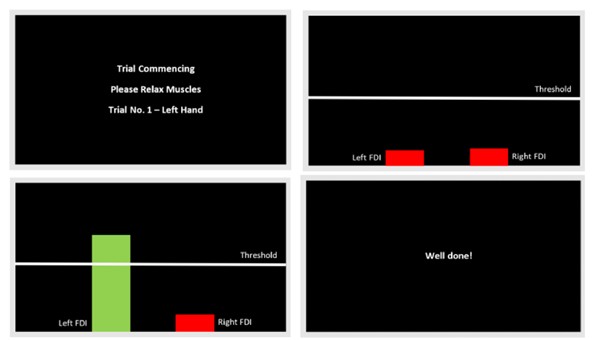 Trial Commencing
Please Relax Muscles
Trial No. 1 – Left Hand
Threshold
Left FDI
Right FDI
Threshold
Left FDI
Right FDI
Well done!